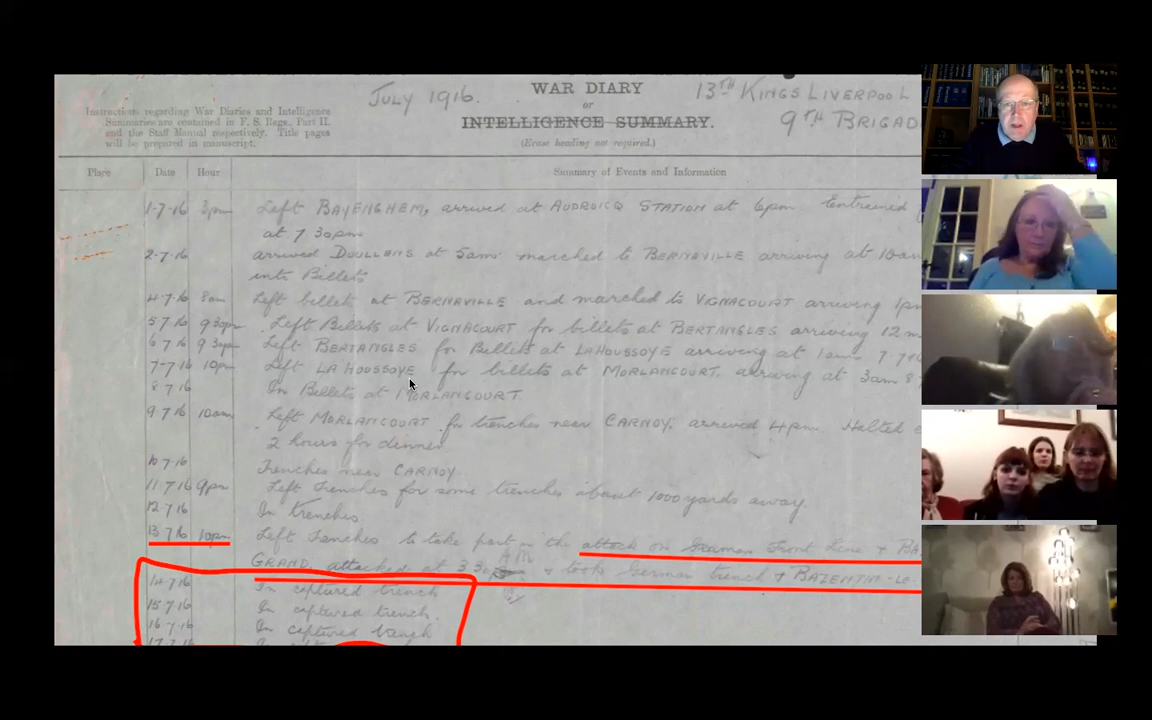 JULY 1916.
WAR DIARY
or
INTELLIGENCE SUMMARY.
(Erase heading not required.)
13TH KINGS LIVERPOOL
9TH BRIGAD
Instructions regarding War Diaries and Intelligence
Summaries are contained in F. S. Regs., Part II.
and the Staff Manual respectively. Title pages
will be prepared in manuscript.
Place Date Hour Summary of Events and Information
1-7-16 3pm Left BAYENGHEM, arrived at AUDRUICQ STATION at 6pm Entrained
at 7 30pm
2-7-16 arrived DOULLENS at 5am. marched to BERNAVILLE arriving at 10am
into Billets
4-7-16 8am Left billets at BERNAVILLE and marched to VIGNACOURT arriving 1pm
5 7 16 9 30pm Left Billets at VIGNACOURT for billets at BERTANGLES arriving 12 m
6 7 16 9 30pm Left BERTANGLES for Billets at LAHOUSSOYE arriving at 1am 7-7-
7-7-16 10pm Left LA HOUSSOYE for billets at MORLANCOURT, arriving at 3am 8
8-7-16 In Billets at MORLANCOURT.
9 7 16 10am Left MORLANCOURT for trenches near CARNOY, arrived 4pm. Halted
2 hours for dinner
10-7-16 Trenches near CARNOY
11-7-16 9pm Left Trenches for some trenches about 1000 yards away.
12-7-16 In trenches
13 7 16 10pm Left Trenches to take part in the attack on German Front Line + BA
GRAND. attacked at 3 30 AM + took German trench + BAZENTIN-LE-
14-7-16 In captured trench
15-7-16 In captured trench.
16-7-16 In captured trench
17-7-16